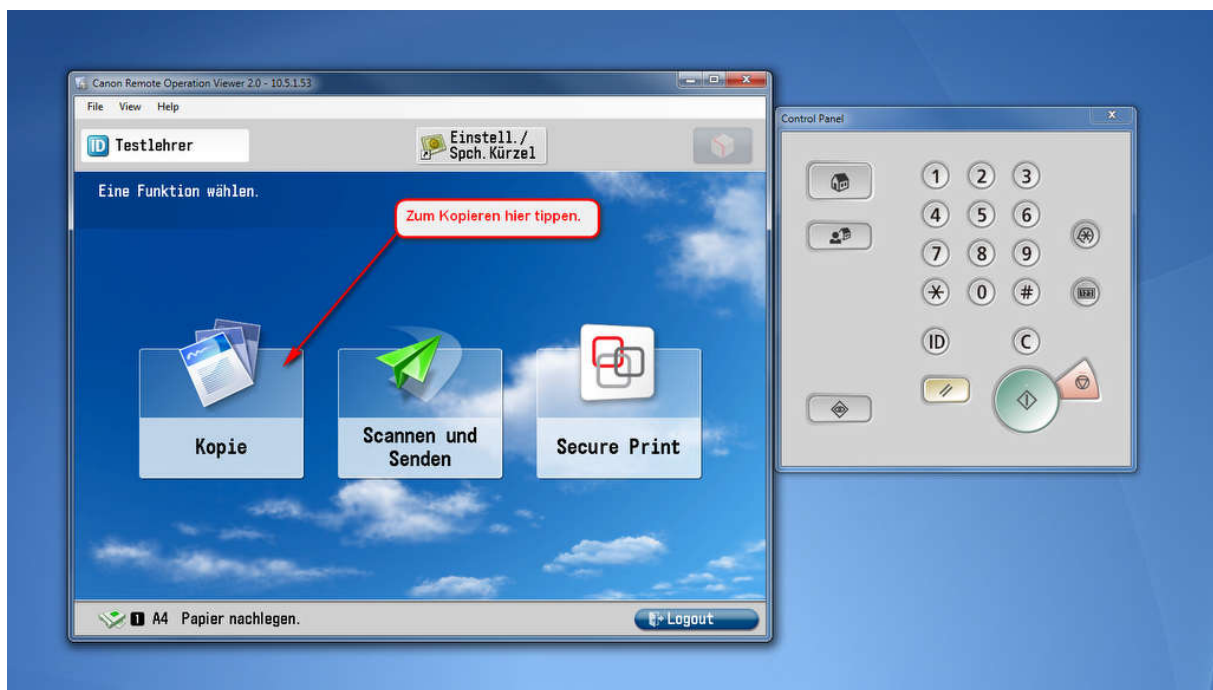 Canon Remote Operation Viewer 2.0 - 10.5.1.53
File View Help
ID Testlehrer
Einstell./
Spch.Kürzel
Eine Funktion wählen.
Zum Kopieren hier tippen.
Kopie
Scannen und
Senden
Secure Print
1 A4 Papier nachlegen.
Logout
Control Panel
1 2 3
4 5 6
7 8 9
* 0 #
ID C